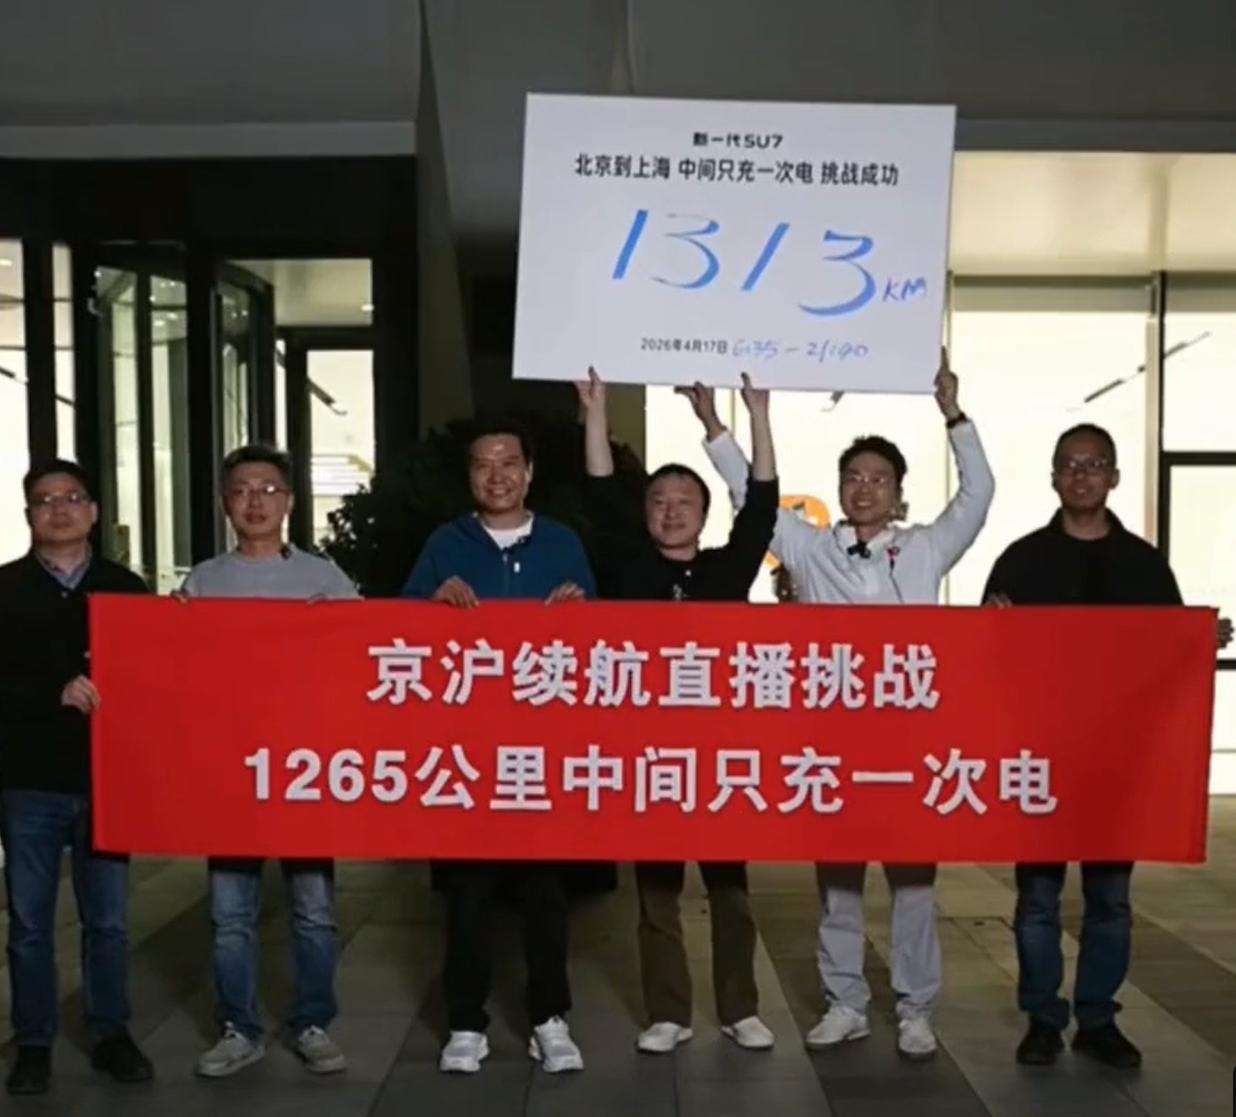 新一代SU7
北京到上海 中间只充一次电 挑战成功
1313KM
2026年4月17日 6:35-21:40
京沪续航直播挑战
1265公里中间只充一次电